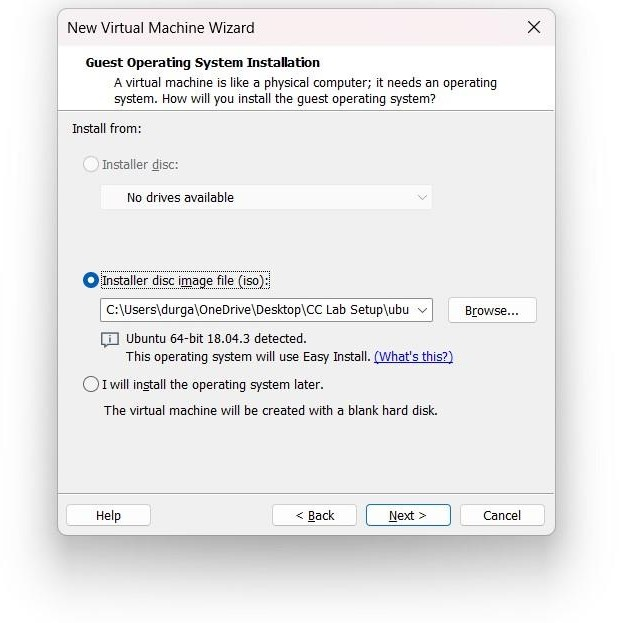 New Virtual Machine Wizard
Guest Operating System Installation
A virtual machine is like a physical computer; it needs an operating
system. How will you install the guest operating system?
Install from:
Installer disc:
No drives available
Installer disc image file (iso):
C:\Users\durga\OneDrive\Desktop\CC Lab Setup\ubu
Browse...
Ubuntu 64-bit 18.04.3 detected.
This operating system will use Easy Install. (What's this?)
I will install the operating system later.
The virtual machine will be created with a blank hard disk.
Help < Back Next > Cancel